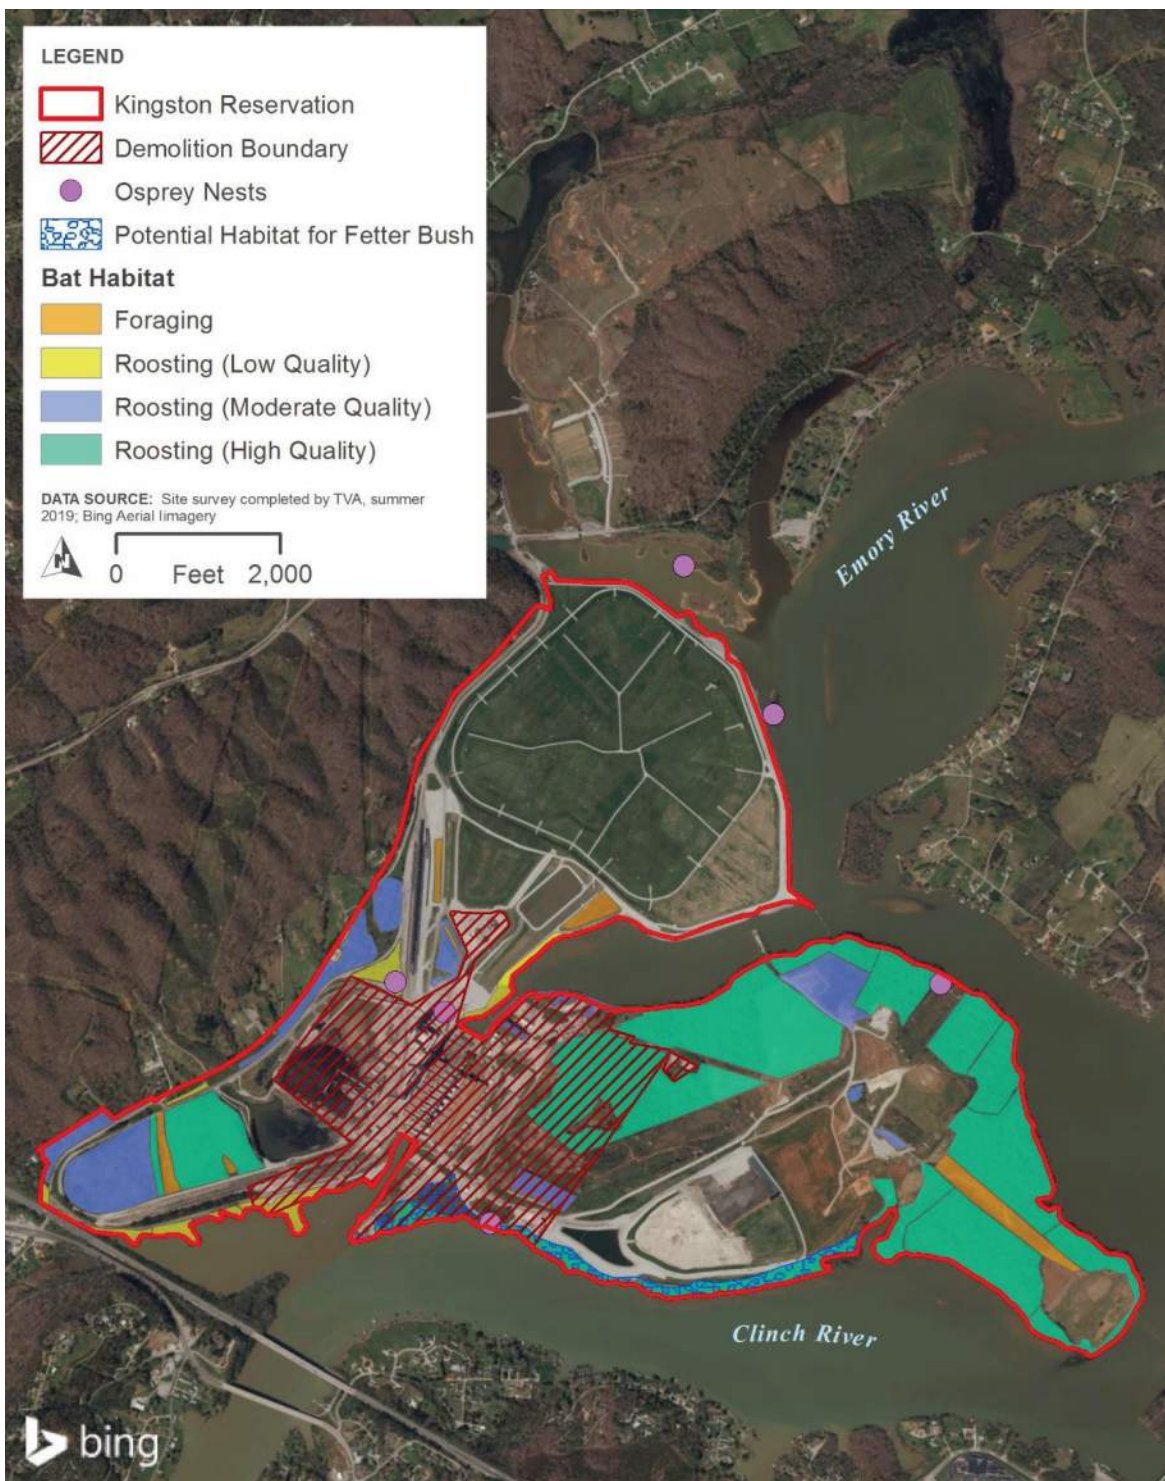 LEGEND
Kingston Reservation
Demolition Boundary
Osprey Nests
Potential Habitat for Fetter Bush
Bat Habitat
Foraging
Roosting (Low Quality)
Roosting (Moderate Quality)
Roosting (High Quality)
DATA SOURCE: Site survey completed by TVA, summer
2019; Bing Aerial Iimagery
N
0 Feet 2,000
Emory River
Clinch River
bing